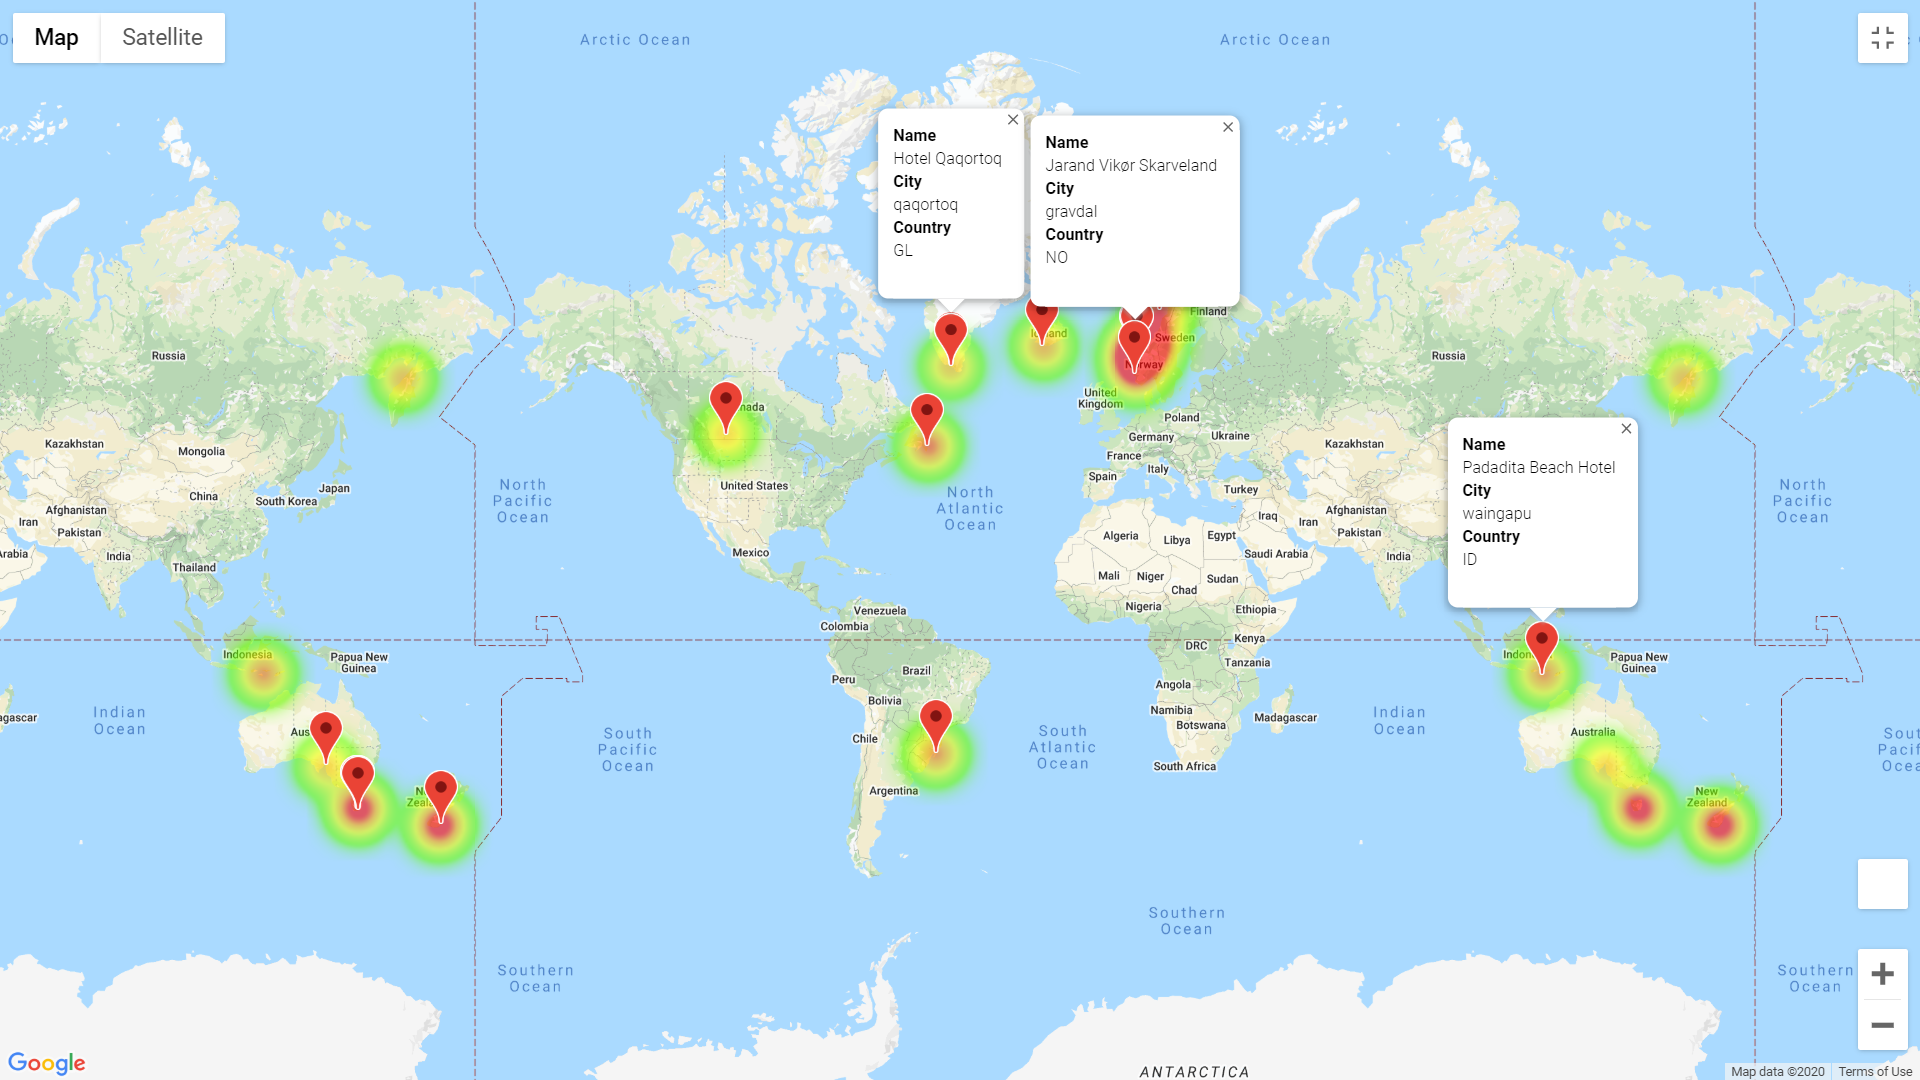 Map
Satellite
Arctic Ocean
Arctic Ocean
Name
Hotel Qaqortoq
City
qaqortoq
Country
GL
Name
Jarand Vikør Skarveland
City
gravdal
Country
NO
Finland
Sweden
Norway
Russia
Russia
United
Kingdom
Poland
Germany
Ukraine
France
Italy
Spain
Turkey
Kazakhstan
Mongolia
China
South Korea
Japan
Afghanistan
Iran
Pakistan
India
Thailand
United States
Mexico
North
Pacific
Ocean
North
Atlantic
Ocean
Algeria
Libya
Egypt
Iraq
Iran
Saudi Arabia
Mali
Niger
Chad
Sudan
Nigeria
Ethiopia
Kenya
DRC
Tanzania
Angola
Namibia
Botswana
Madagascar
South Africa
Kazakhstan
Afghanistan
Pakistan
India
Name
Padadita Beach Hotel
City
waingapu
Country
ID
North
Pacific
Ocean
Venezuela
Colombia
Brazil
Peru
Bolivia
Chile
Argentina
Indonesia
Papua New
Guinea
Indian
Ocean
South
Pacific
Ocean
South
Atlantic
Ocean
Indian
Ocean
Papua New
Guinea
Australia
New
Zealand
Southern
Ocean
Southern
Ocean
Southern
Ocean
ANTARCTICA
Google
Map data ©2020
Terms of Use